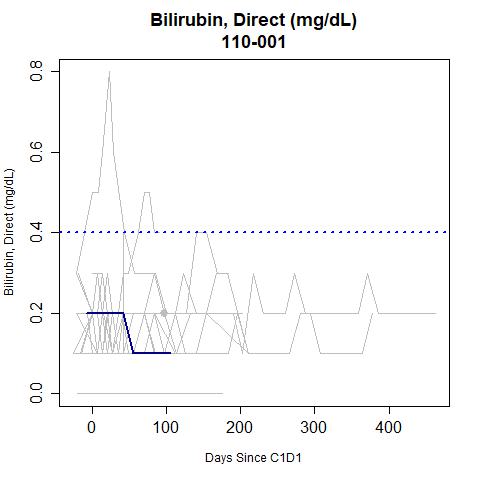 Bilirubin, Direct (mg/dL)
110-001
Bilirubin, Direct (mg/dL)
0.8
0.6
0.4
0.2
0.0
0 100 200 300 400
Days Since C1D1